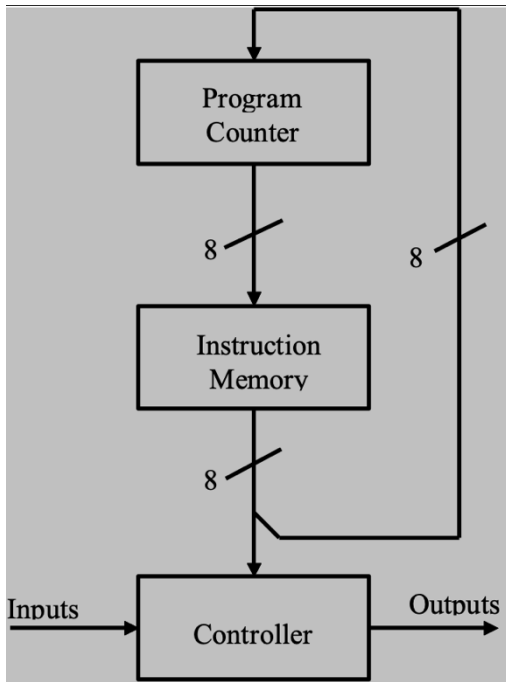 Program
Counter
8
8
Instruction
Memory
8
Inputs
Outputs
Controller